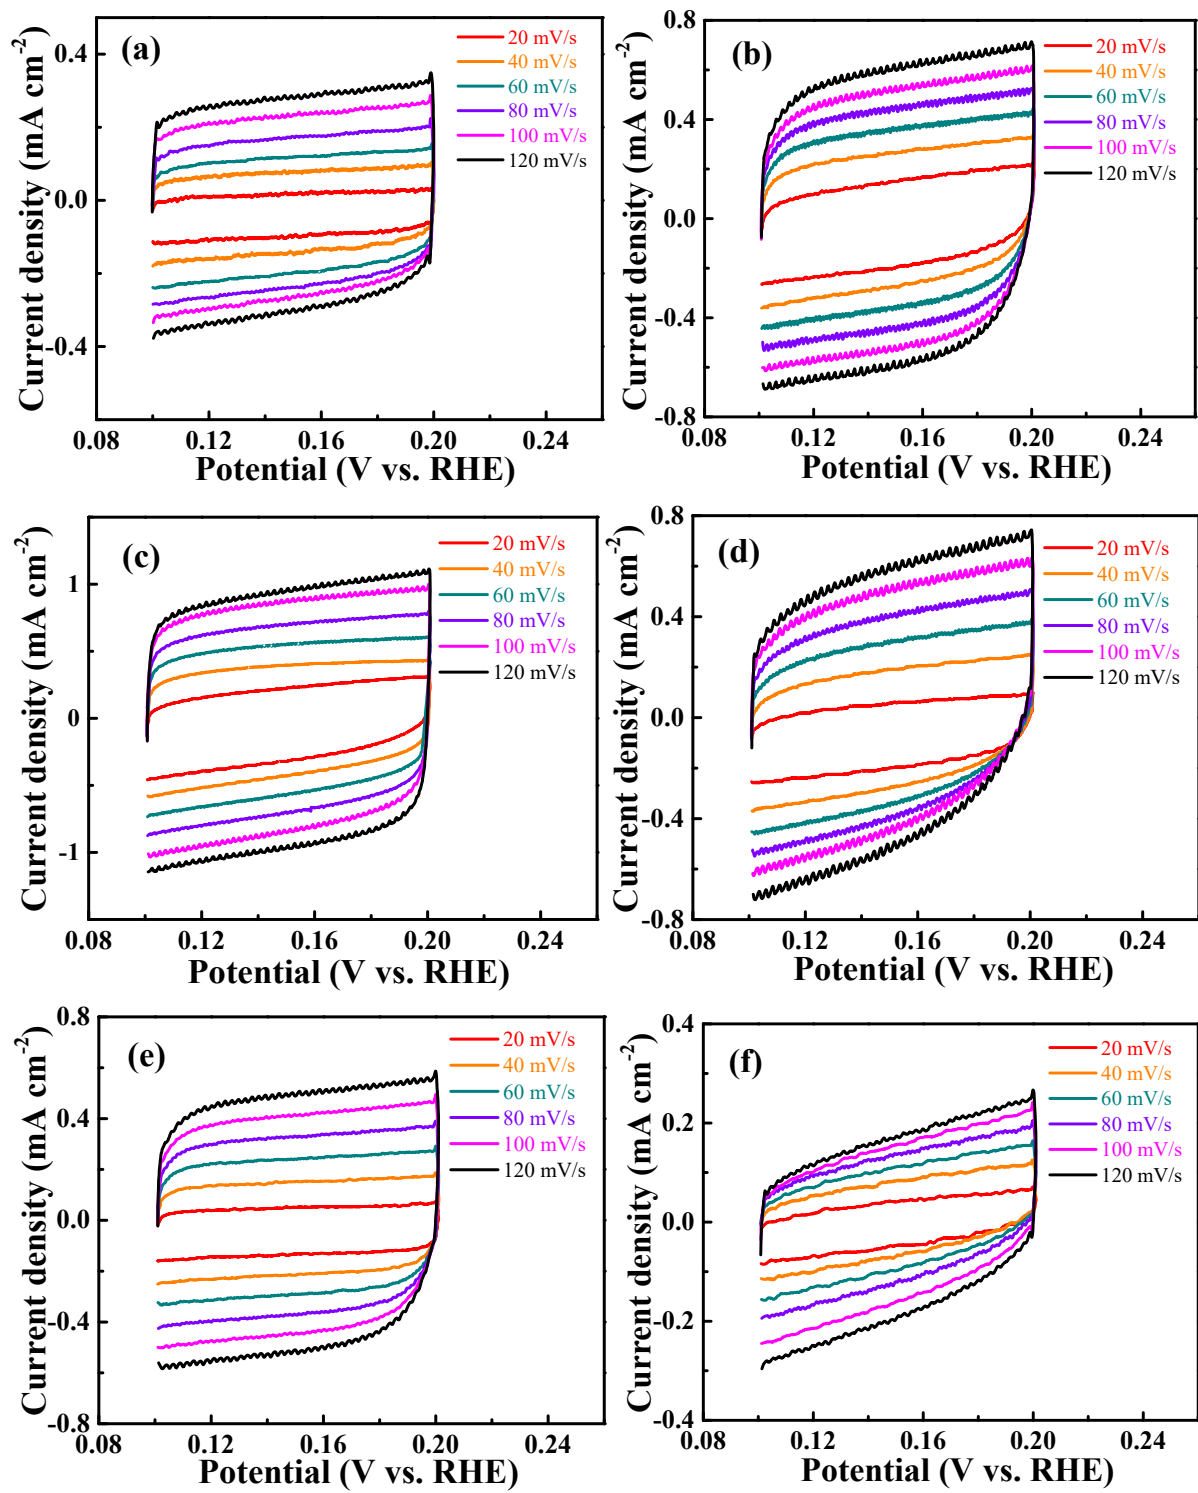 (a)
20 mV/s
40 mV/s
60 mV/s
80 mV/s
100 mV/s
120 mV/s
0.4
0.0
-0.4
0.08 0.12 0.16 0.20 0.24
Current density (mA cm-2)
Potential (V vs. RHE)
(b)
20 mV/s
40 mV/s
60 mV/s
80 mV/s
100 mV/s
120 mV/s
0.8
0.4
0.0
-0.4
-0.8
0.08 0.12 0.16 0.20 0.24
Current density (mA cm-2)
Potential (V vs. RHE)
(c)
20 mV/s
40 mV/s
60 mV/s
80 mV/s
100 mV/s
120 mV/s
1
0
-1
0.08 0.12 0.16 0.20 0.24
Current density (mA cm-2)
Potential (V vs. RHE)
(d)
20 mV/s
40 mV/s
60 mV/s
80 mV/s
100 mV/s
120 mV/s
0.8
0.4
0.0
-0.4
-0.8
0.08 0.12 0.16 0.20 0.24
Current density (mA cm-2)
Potential (V vs. RHE)
(e)
20 mV/s
40 mV/s
60 mV/s
80 mV/s
100 mV/s
120 mV/s
0.8
0.4
0.0
-0.4
-0.8
0.08 0.12 0.16 0.20 0.24
Current density (mA cm-2)
Potential (V vs. RHE)
(f)
20 mV/s
40 mV/s
60 mV/s
80 mV/s
100 mV/s
120 mV/s
0.4
0.2
0.0
-0.2
-0.4
0.08 0.12 0.16 0.20 0.24
Current density (mA cm-2)
Potential (V vs. RHE)